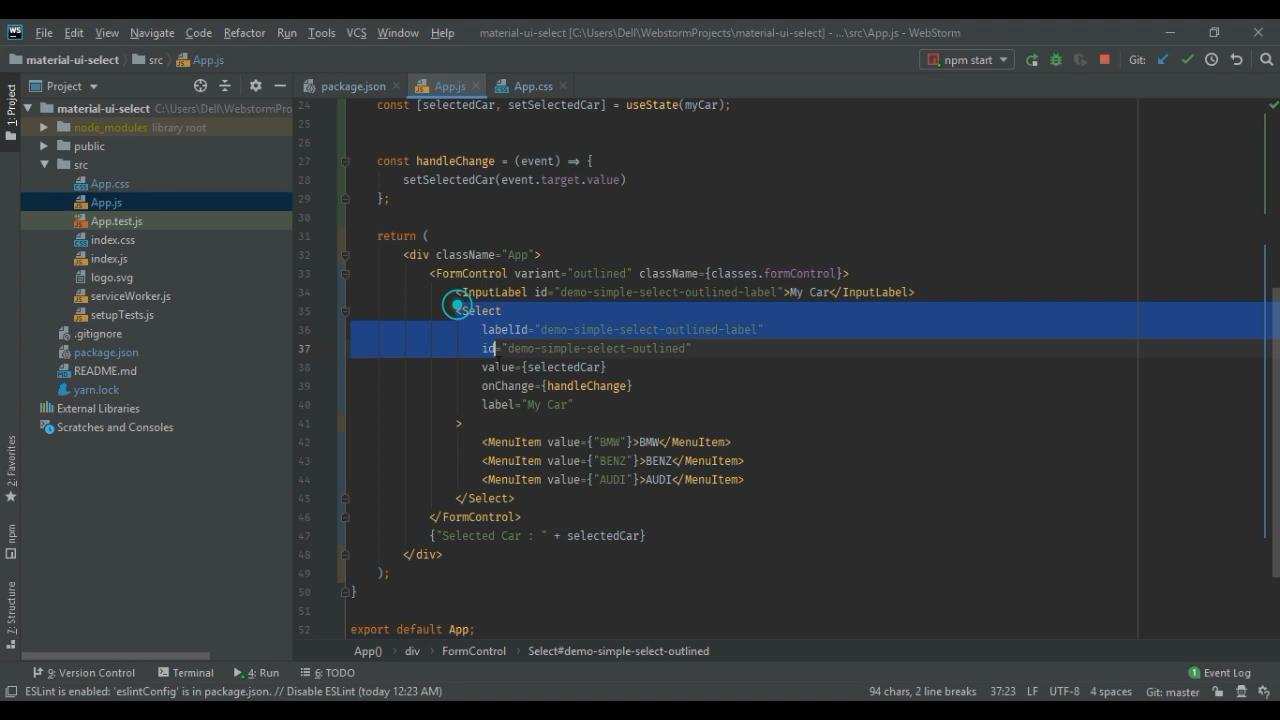 WS File Edit View Navigate Code Refactor Run Tools VCS Window Help material-ui-select [C:\Users\Dell\WebstormProjects\material-ui-select] - ...\src\App.js - WebStorm
material-ui-select src App.js npm start Git:
1: Project
Project package.json App.js App.css
material-ui-select C:\Users\Dell\WebstormPro
node_modules library root
public
src
App.css
App.js
App.test.js
index.css
index.js
logo.svg
serviceWorker.js
setupTests.js
.gitignore
package.json
README.md
yarn.lock
External Libraries
Scratches and Consoles
2: Favorites
npm
7: Structure
24 const [selectedCar, setSelectedCar] = useState(myCar);
25
26
27 const handleChange = (event) => {
28 setSelectedCar(event.target.value)
29 };
30
31 return (
32 <div className="App">
33 <FormControl variant="outlined" className={classes.formControl}>
34 <InputLabel id="demo-simple-select-outlined-label">My Car</InputLabel>
35 <Select
36 labelId="demo-simple-select-outlined-label"
37 id="demo-simple-select-outlined"
38 value={selectedCar}
39 onChange={handleChange}
40 label="My Car"
41 >
42 <MenuItem value={"BMW"}>BMW</MenuItem>
43 <MenuItem value={"BENZ"}>BENZ</MenuItem>
44 <MenuItem value={"AUDI"}>AUDI</MenuItem>
45 </Select>
46 </FormControl>
47 {"Selected Car : " + selectedCar}
48 </div>
49 );
50 }
51
52 export default App;
App() › div › FormControl › Select#demo-simple-select-outlined
9: Version Control Terminal 4: Run 6: TODO 1 Event Log
ESLint is enabled: 'eslintConfig' is in package.json. // Disable ESLint (today 12:23 AM) 94 chars, 2 line breaks 37:23 LF UTF-8 4 spaces Git: master